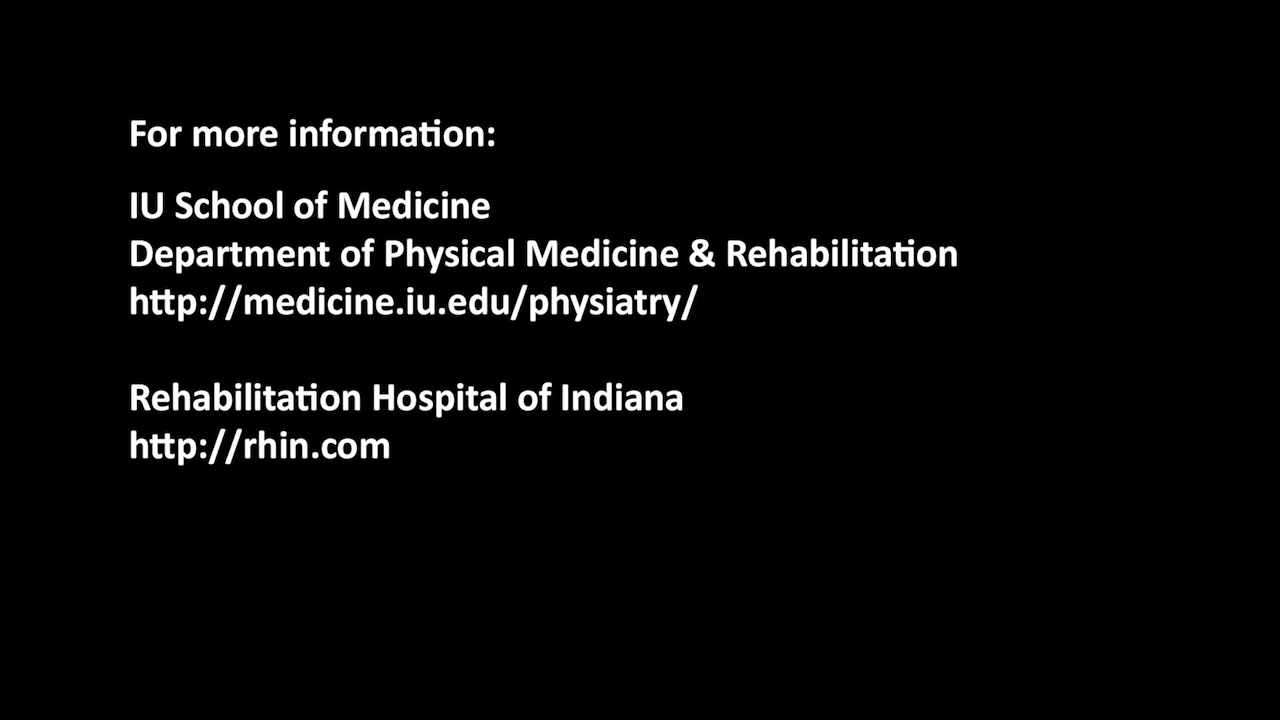 For more information:
IU School of Medicine
Department of Physical Medicine & Rehabilitation
http://medicine.iu.edu/physiatry/
Rehabilitation Hospital of Indiana
http://rhin.com